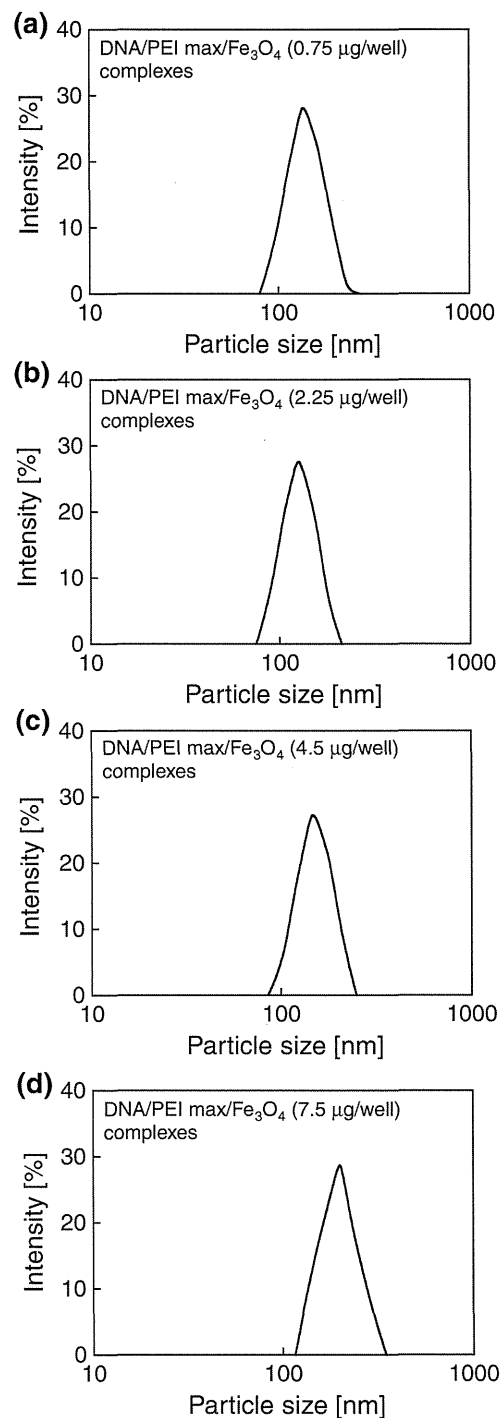 (a)
DNA/PEI max/Fe₃O₄ (0.75 μg/well)
complexes
Intensity [%]
40
30
20
10
0
10
100
1000
Particle size [nm]
(b)
DNA/PEI max/Fe₃O₄ (2.25 μg/well)
complexes
Intensity [%]
40
30
20
10
0
10
100
1000
Particle size [nm]
(c)
DNA/PEI max/Fe₃O₄ (4.5 μg/well)
complexes
Intensity [%]
40
30
20
10
0
10
100
1000
Particle size [nm]
(d)
DNA/PEI max/Fe₃O₄ (7.5 μg/well)
complexes
Intensity [%]
40
30
20
10
0
10
100
1000
Particle size [nm]